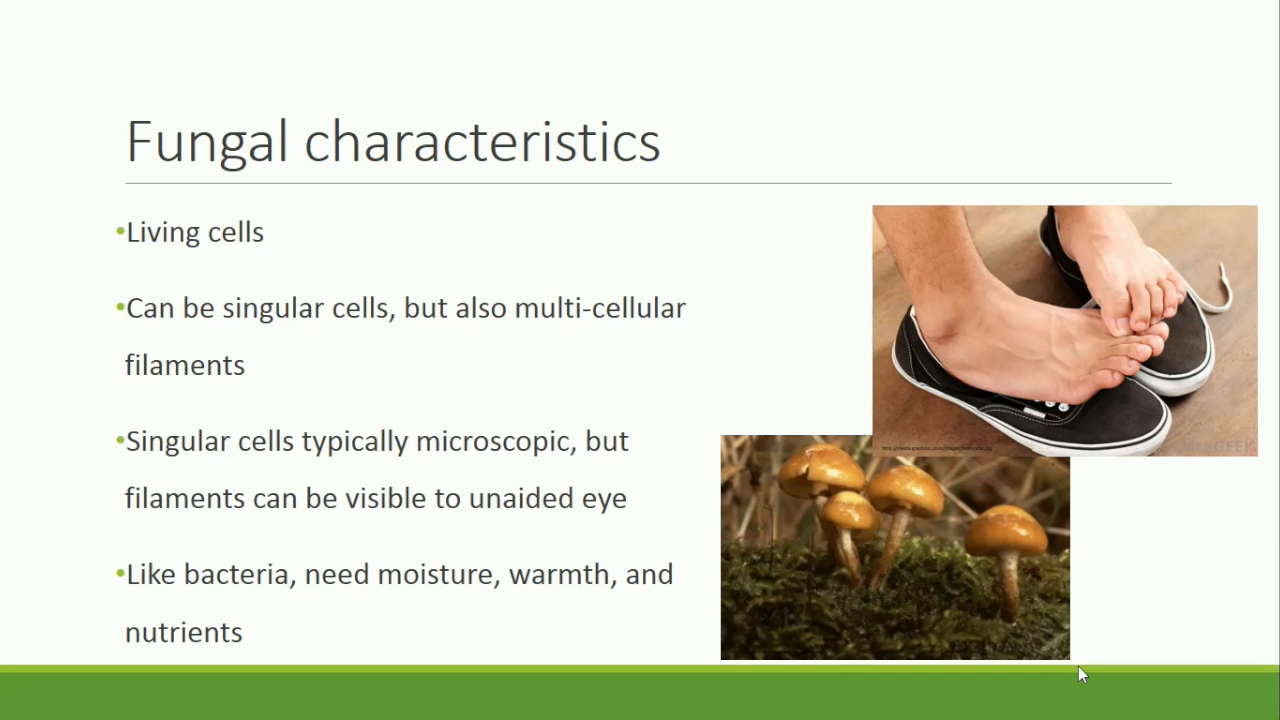 Fungal characteristics
•Living cells
•Can be singular cells, but also multi-cellular
filaments
•Singular cells typically microscopic, but
filaments can be visible to unaided eye
•Like bacteria, need moisture, warmth, and
nutrients